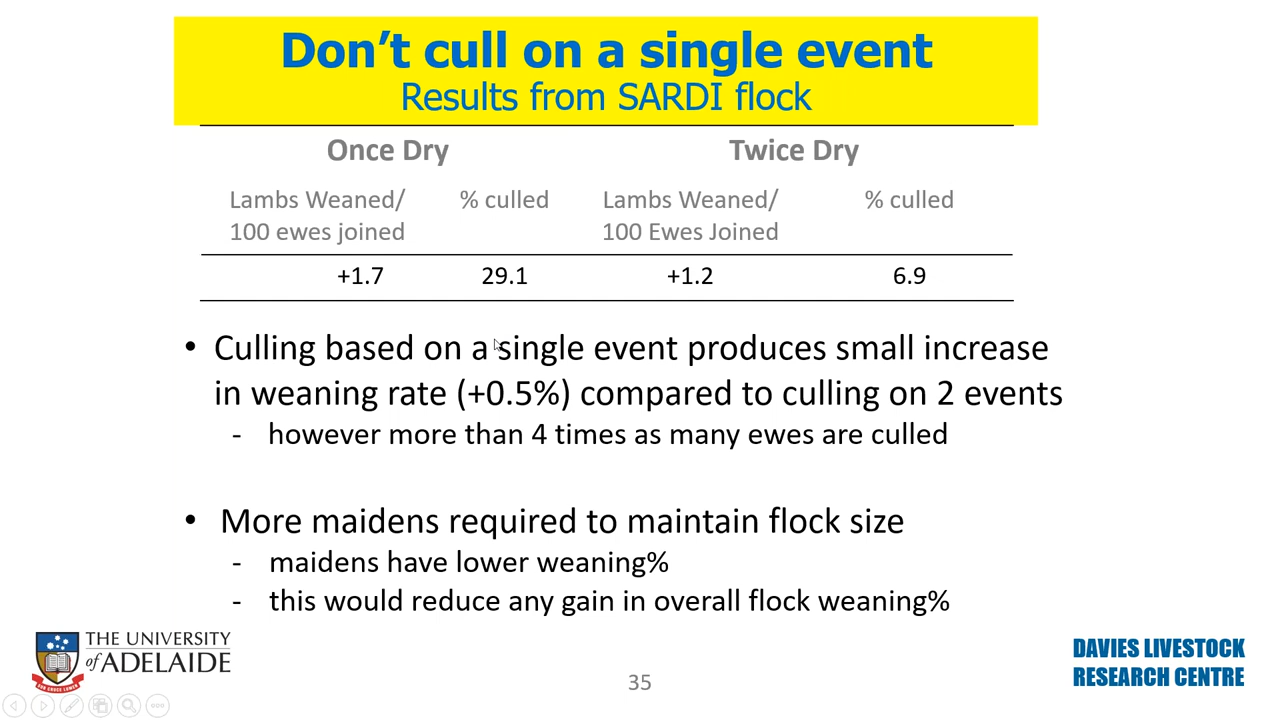 Don't cull on a single event
Results from SARDI flock
Once Dry Twice Dry
Lambs Weaned/ % culled Lambs Weaned/ % culled
100 ewes joined 100 Ewes Joined
+1.7 29.1 +1.2 6.9
• Culling based on a single event produces small increase
in weaning rate (+0.5%) compared to culling on 2 events
- however more than 4 times as many ewes are culled
• More maidens required to maintain flock size
- maidens have lower weaning%
- this would reduce any gain in overall flock weaning%
THE UNIVERSITY
of ADELAIDE
35
DAVIES LIVESTOCK
RESEARCH CENTRE